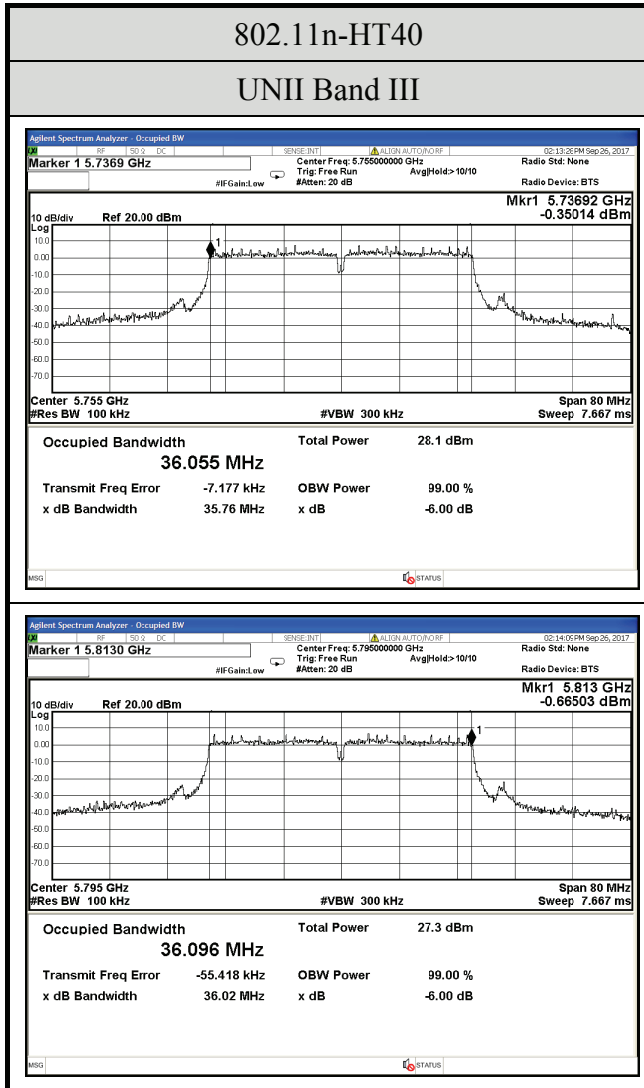 802.11n-HT40
UNII Band III
Agilent Spectrum Analyzer - Occupied BW
RF 50 Ω DC SENSE:INT ALIGN AUTO/NO RF 02:13:28PM Sep 26, 2017
Marker 1 5.7369 GHz Center Freq: 5.755000000 GHz Radio Std: None
Trig: Free Run Avg|Hold:>10/10
#IFGain:Low #Atten: 20 dB Radio Device: BTS
Mkr1 5.73692 GHz
10 dB/div Ref 20.00 dBm -0.35014 dBm
Log
10.0
1
0.00
-10.0
-20.0
-30.0
-40.0
-50.0
-60.0
-70.0
Center 5.755 GHz Span 80 MHz
#Res BW 100 kHz #VBW 300 kHz Sweep 7.667 ms
Occupied Bandwidth Total Power 28.1 dBm
36.055 MHz
Transmit Freq Error -7.177 kHz OBW Power 99.00 %
x dB Bandwidth 35.76 MHz x dB -6.00 dB
MSG STATUS
Agilent Spectrum Analyzer - Occupied BW
RF 50 Ω DC SENSE:INT ALIGN AUTO/NO RF Sep 26, 2017
Marker 1 5.8130 GHz Center Freq: 5.795000000 GHz Radio Std: None
Trig: Free Run Avg|Hold:>10/10
#IFGain:Low #Atten: 20 dB Radio Device: BTS
Mkr1 5.813 GHz
10 dB/div Ref 20.00 dBm -0.66503 dBm
Log
10.0
1
0.00
-10.0
-20.0
-30.0
-40.0
-50.0
-60.0
-70.0
Center 5.795 GHz Span 80 MHz
#Res BW 100 kHz #VBW 300 kHz Sweep 7.667 ms
Occupied Bandwidth Total Power 27.3 dBm
36.096 MHz
Transmit Freq Error -55.418 kHz OBW Power 99.00 %
x dB Bandwidth 36.02 MHz x dB -6.00 dB
MSG STATUS